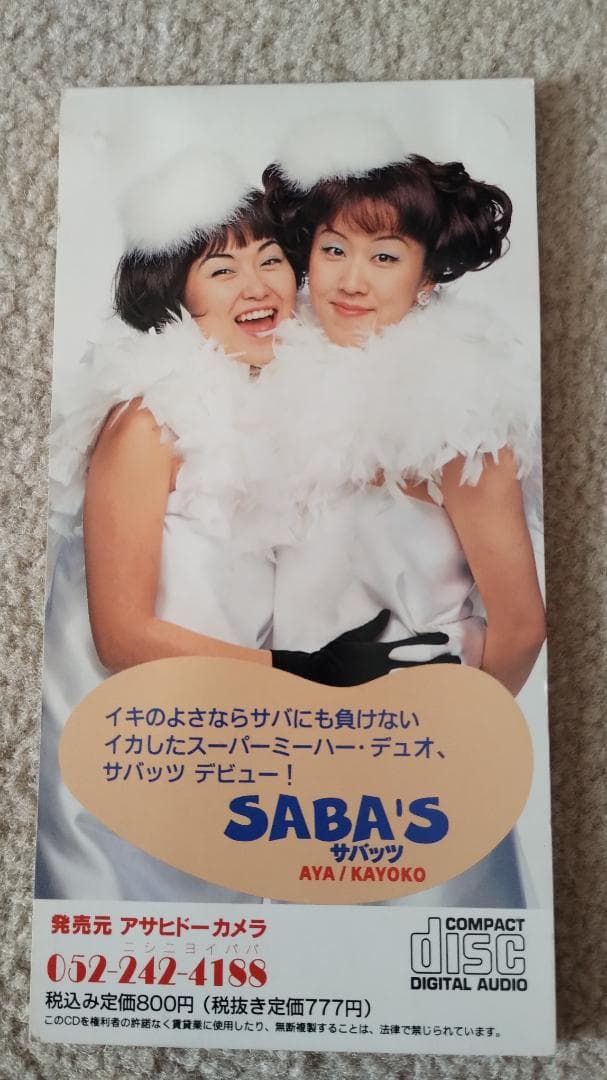 イキのよさならサバにも負けない
イカしたスーパーミーハー・デュオ、
サバッツ デビュー！
SABA'S
サバッツ
AYA / KAYOKO
発売元 アサヒドーカメラ
ニシニヨイパパ
052-242-4188
税込み定価800円（税抜き定価777円）
このCDを権利者の許諾なく賃貸業に使用したり、無断複製することは、法律で禁じられています。
COMPACT
disc
DIGITAL AUDIO